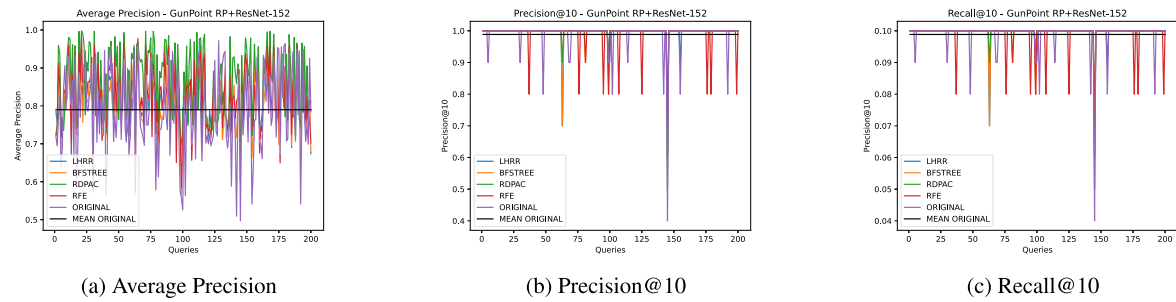 Average Precision - GunPoint RP+ResNet-152
Average Precision
1.0
0.9
0.8
0.7
0.6
0.5
LHRR
BFSTREE
RDPAC
RFE
ORIGINAL
MEAN ORIGINAL
0 25 50 75 100 125 150 175 200
Queries
(a) Average Precision
Precision@10 - GunPoint RP+ResNet-152
Precision@10
1.0
0.9
0.8
0.7
0.6
0.5
0.4
LHRR
BFSTREE
RDPAC
RFE
ORIGINAL
MEAN ORIGINAL
0 25 50 75 100 125 150 175 200
Queries
(b) Precision@10
Recall@10 - GunPoint RP+ResNet-152
Recall@10
0.10
0.09
0.08
0.07
0.06
0.05
0.04
LHRR
BFSTREE
RDPAC
RFE
ORIGINAL
MEAN ORIGINAL
0 25 50 75 100 125 150 175 200
Queries
(c) Recall@10